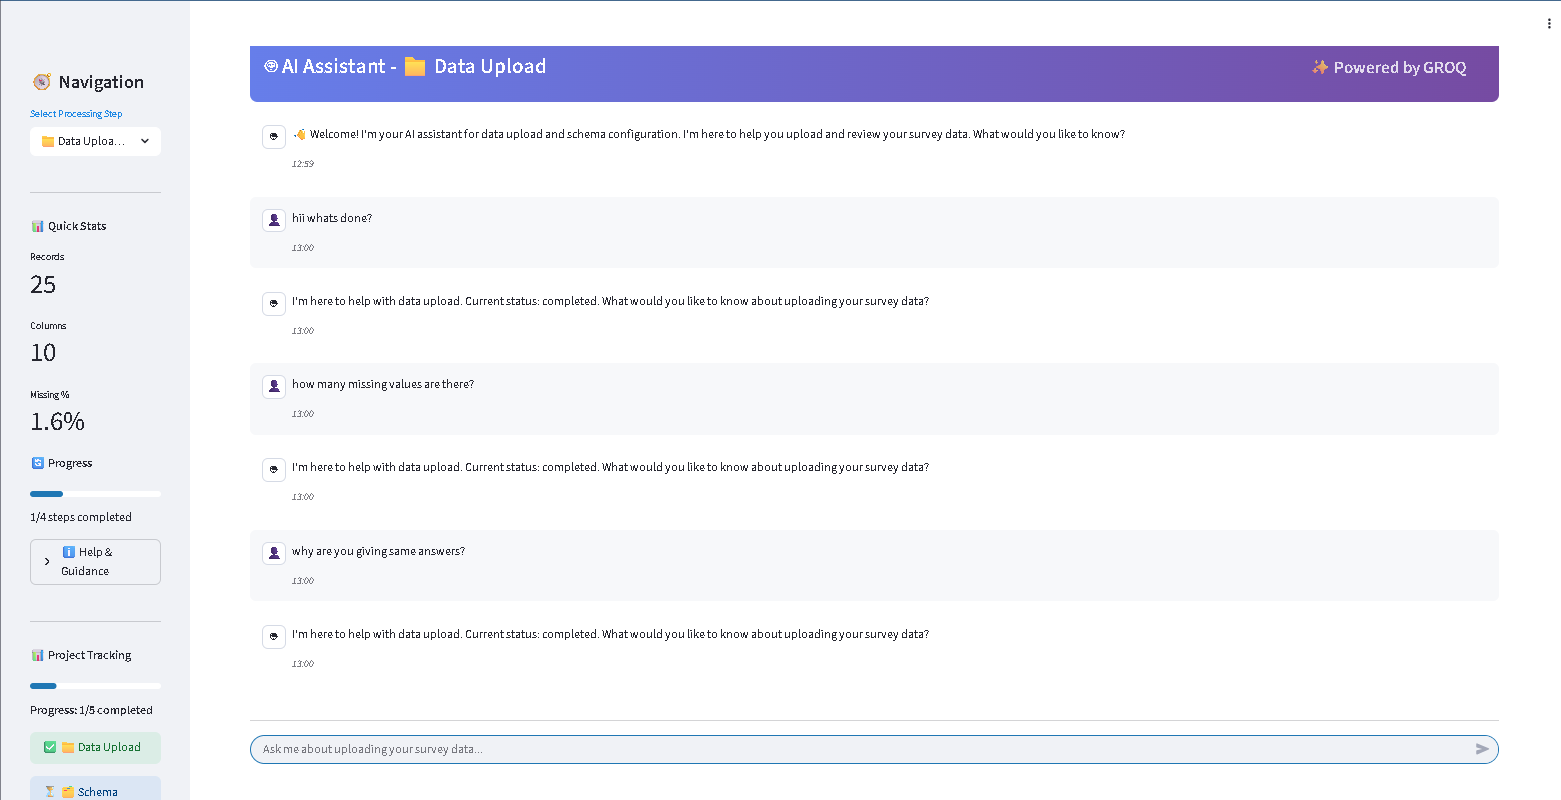 Navigation
Select Processing Step
Data Uploa...
Quick Stats
Records
25
Columns
10
Missing %
1.6%
Progress
1/4 steps completed
Help &
Guidance
Project Tracking
Progress: 1/5 completed
Data Upload
Schema
AI Assistant - Data Upload
Powered by GROQ
Welcome! I'm your AI assistant for data upload and schema configuration. I'm here to help you upload and review your survey data. What would you like to know?
12:59
hii whats done?
13:00
I'm here to help with data upload. Current status: completed. What would you like to know about uploading your survey data?
13:00
how many missing values are there?
13:00
I'm here to help with data upload. Current status: completed. What would you like to know about uploading your survey data?
13:00
why are you giving same answers?
13:00
I'm here to help with data upload. Current status: completed. What would you like to know about uploading your survey data?
13:00
Ask me about uploading your survey data...